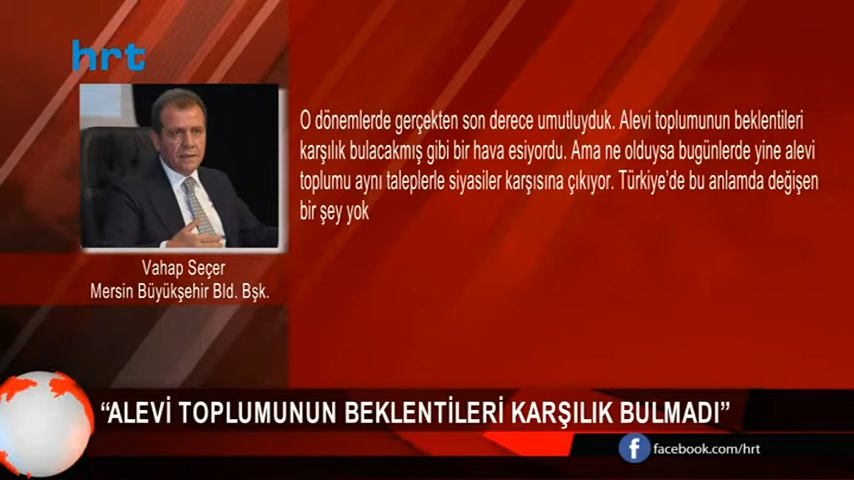 hrt
O dönemlerde gerçekten son derece umutluyduk. Alevi toplumunun beklentileri
karşılık bulacakmış gibi bir hava esiyordu. Ama ne olduysa bugünlerde yine alevi
toplumu aynı taleplerle siyasiler karşısına çıkıyor. Türkiye'de bu anlamda değişen
bir şey yok
Vahap Seçer
Mersin Büyükşehir Bld. Bşk.
“ALEVİ TOPLUMUNUN BEKLENTİLERİ KARŞILIK BULMADI”
facebook.com/hrt